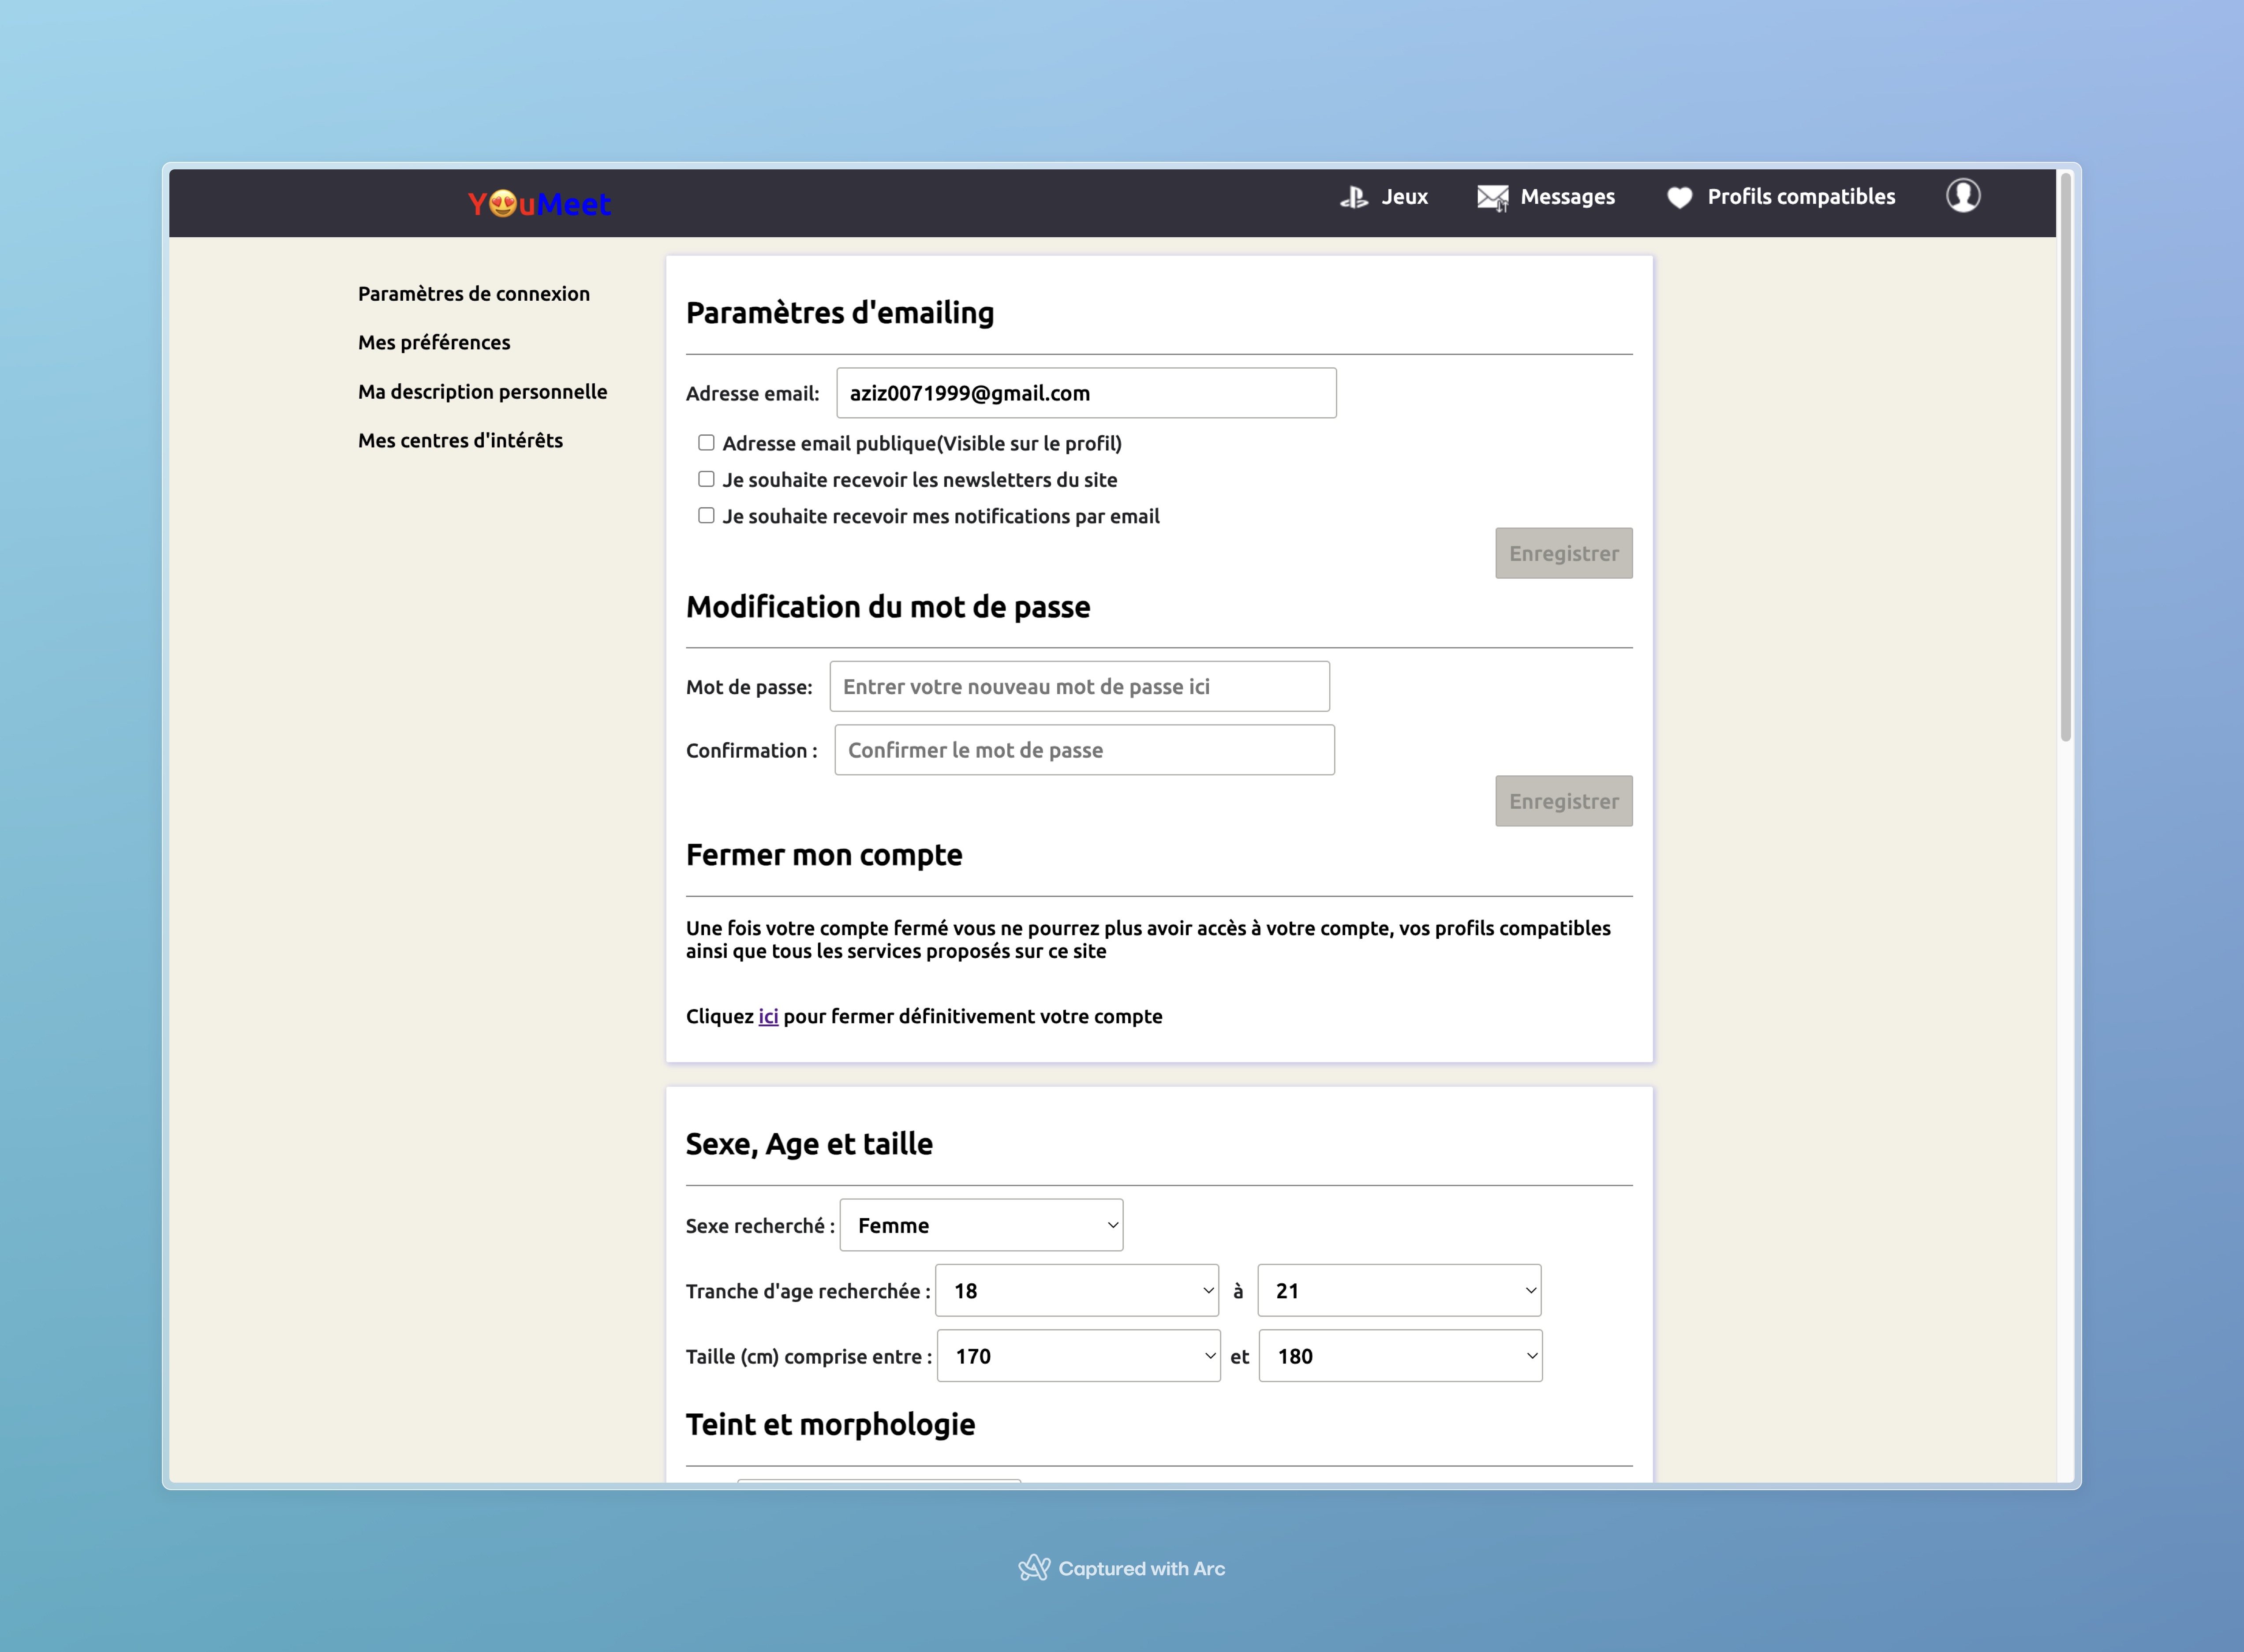 Y😍uMeet
Jeux
Messages
Profils compatibles
Paramètres de connexion
Mes préférences
Ma description personnelle
Mes centres d'intérêts
Paramètres d'emailing
Adresse email: aziz0071999@gmail.com
Adresse email publique(Visible sur le profil)
Je souhaite recevoir les newsletters du site
Je souhaite recevoir mes notifications par email
Enregistrer
Modification du mot de passe
Mot de passe: Entrer votre nouveau mot de passe ici
Confirmation : Confirmer le mot de passe
Enregistrer
Fermer mon compte
Une fois votre compte fermé vous ne pourrez plus avoir accès à votre compte, vos profils compatibles
ainsi que tous les services proposés sur ce site
Cliquez ici pour fermer définitivement votre compte
Sexe, Age et taille
Sexe recherché : Femme
Tranche d'age recherchée : 18 à 21
Taille (cm) comprise entre : 170 et 180
Teint et morphologie
Captured with Arc